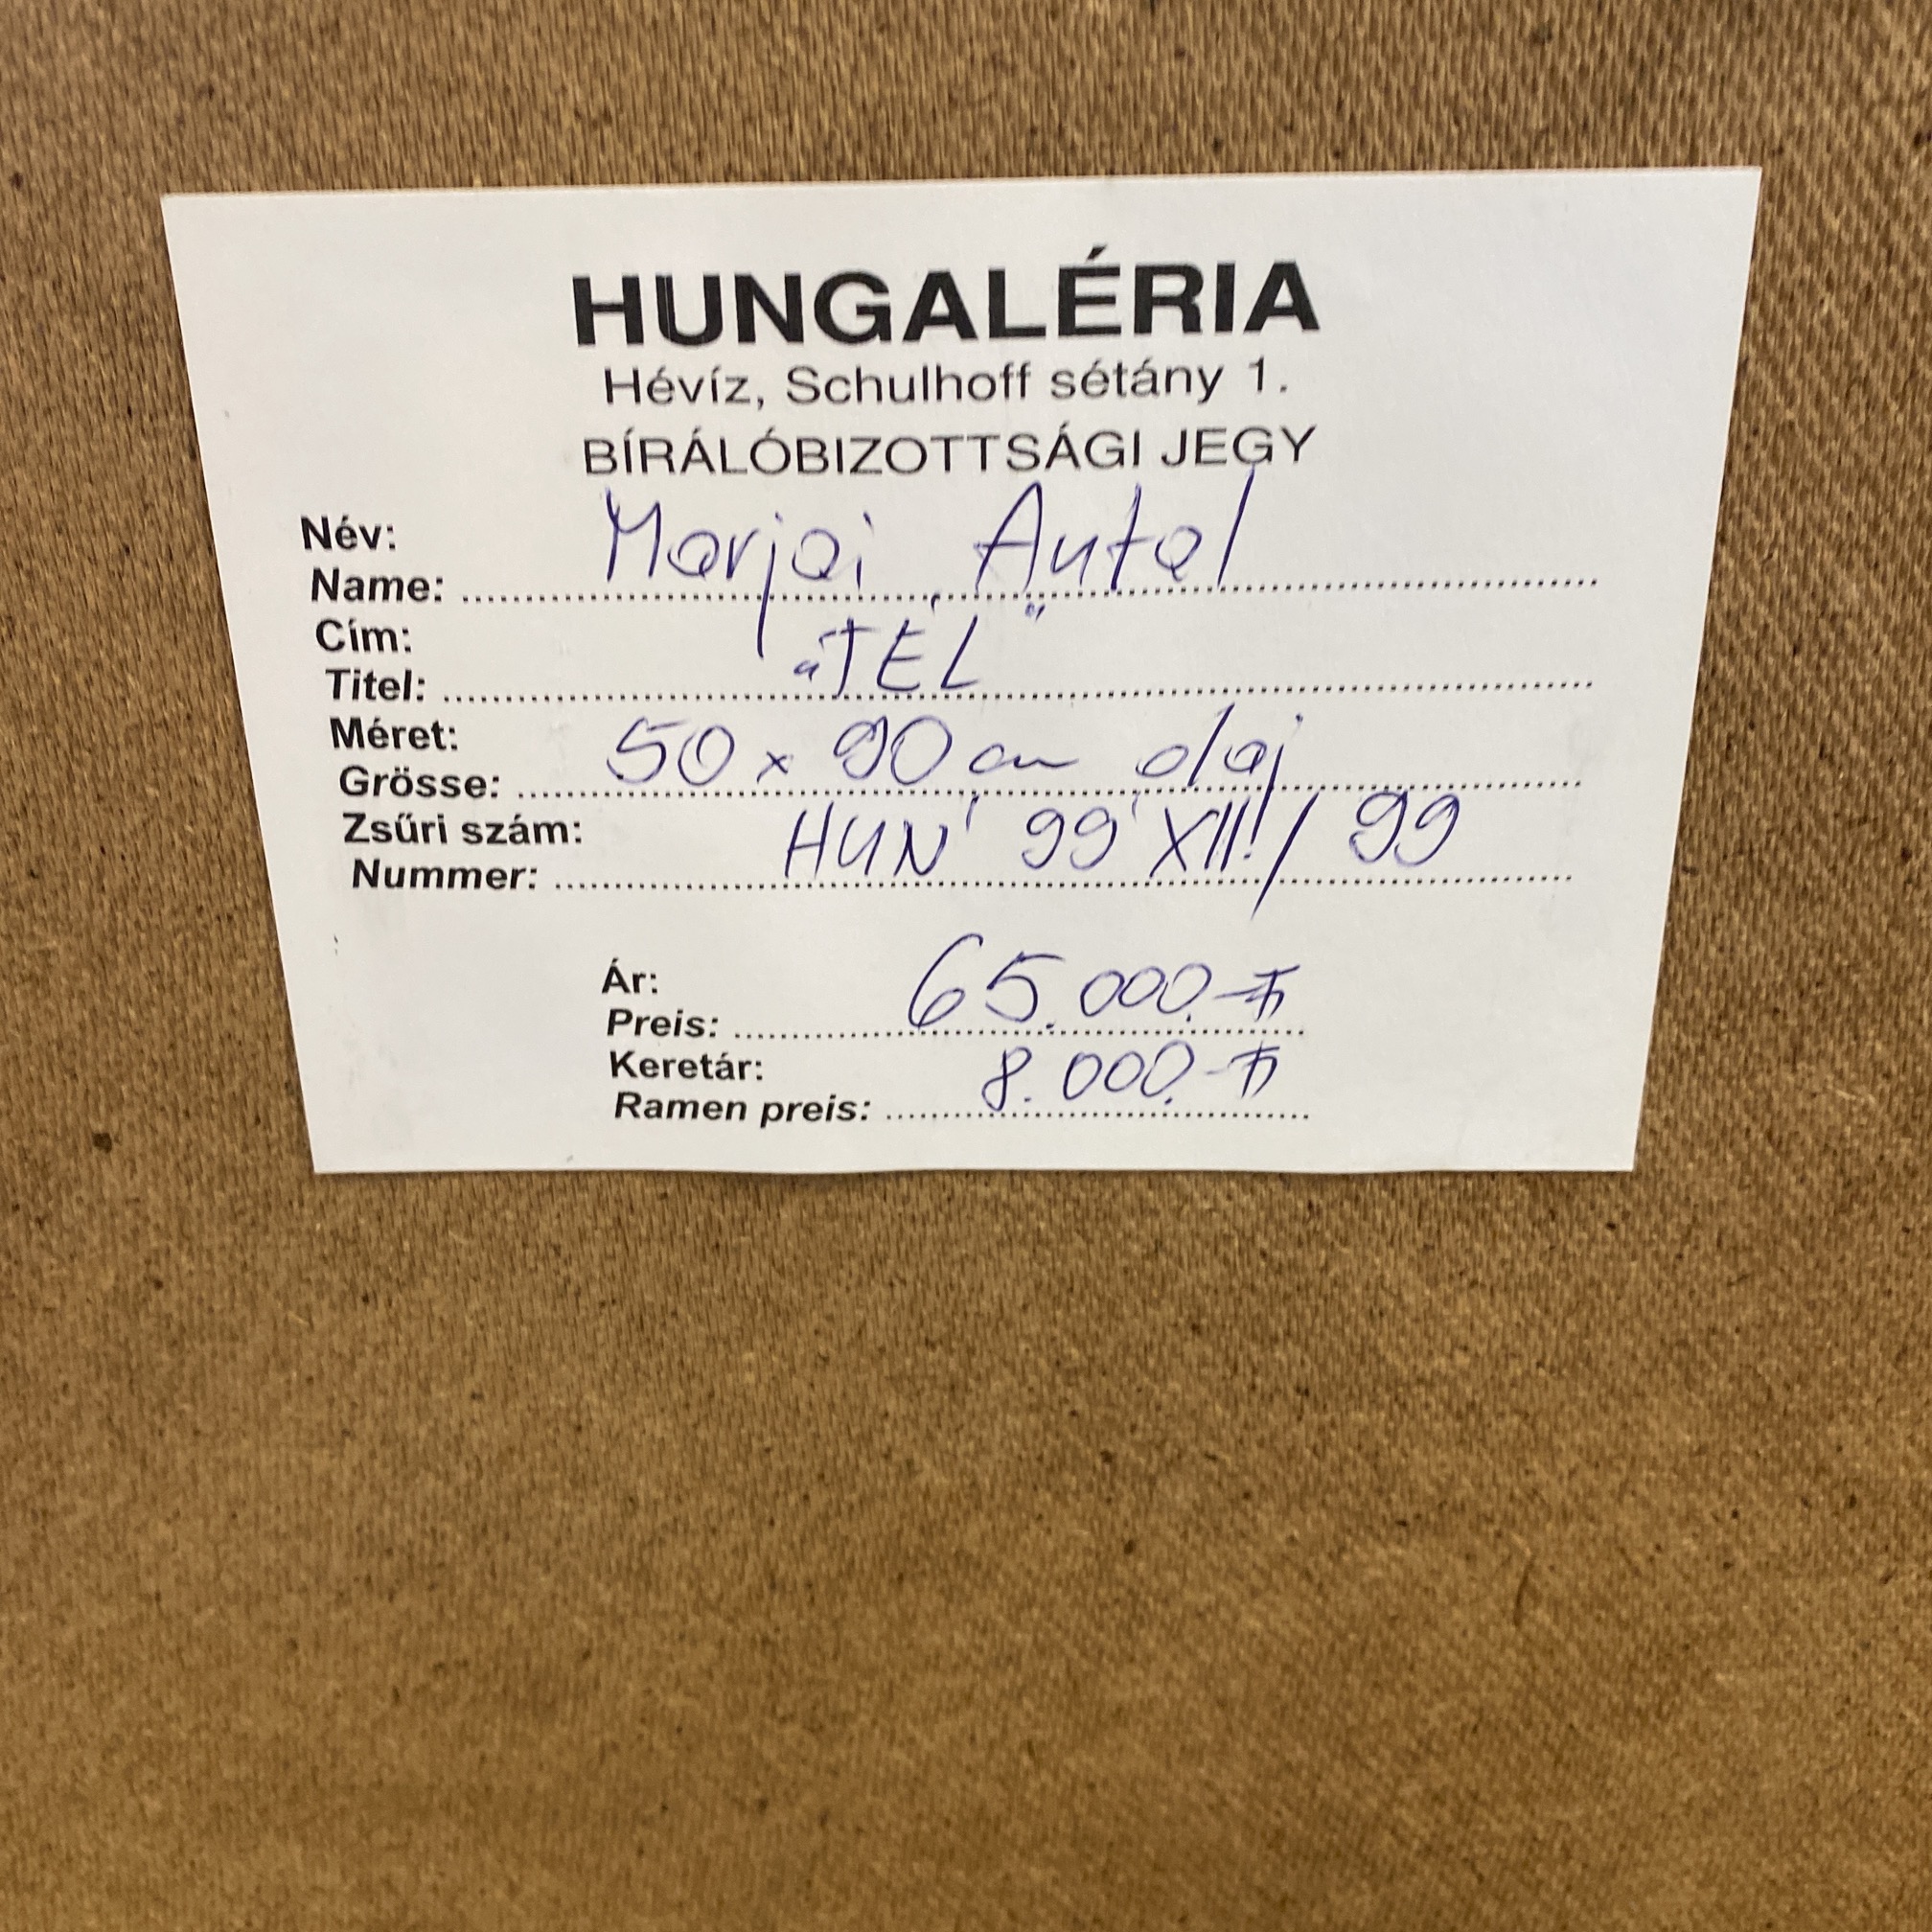 HUNGALÉRIA
Hévíz, Schulhoff sétány 1.
BÍRÁLÓBIZOTTSÁGI JEGY
Név: Marjai Antal
Name:
Cím: „TÉL”
Titel:
Méret: 50 x 90 cm olaj
Grösse:
Zsűri szám: HUN' 99' XII! / 99
Nummer:
Ár: 65.000.-Ft
Preis:
Keretár: 8.000.-Ft
Ramen preis: